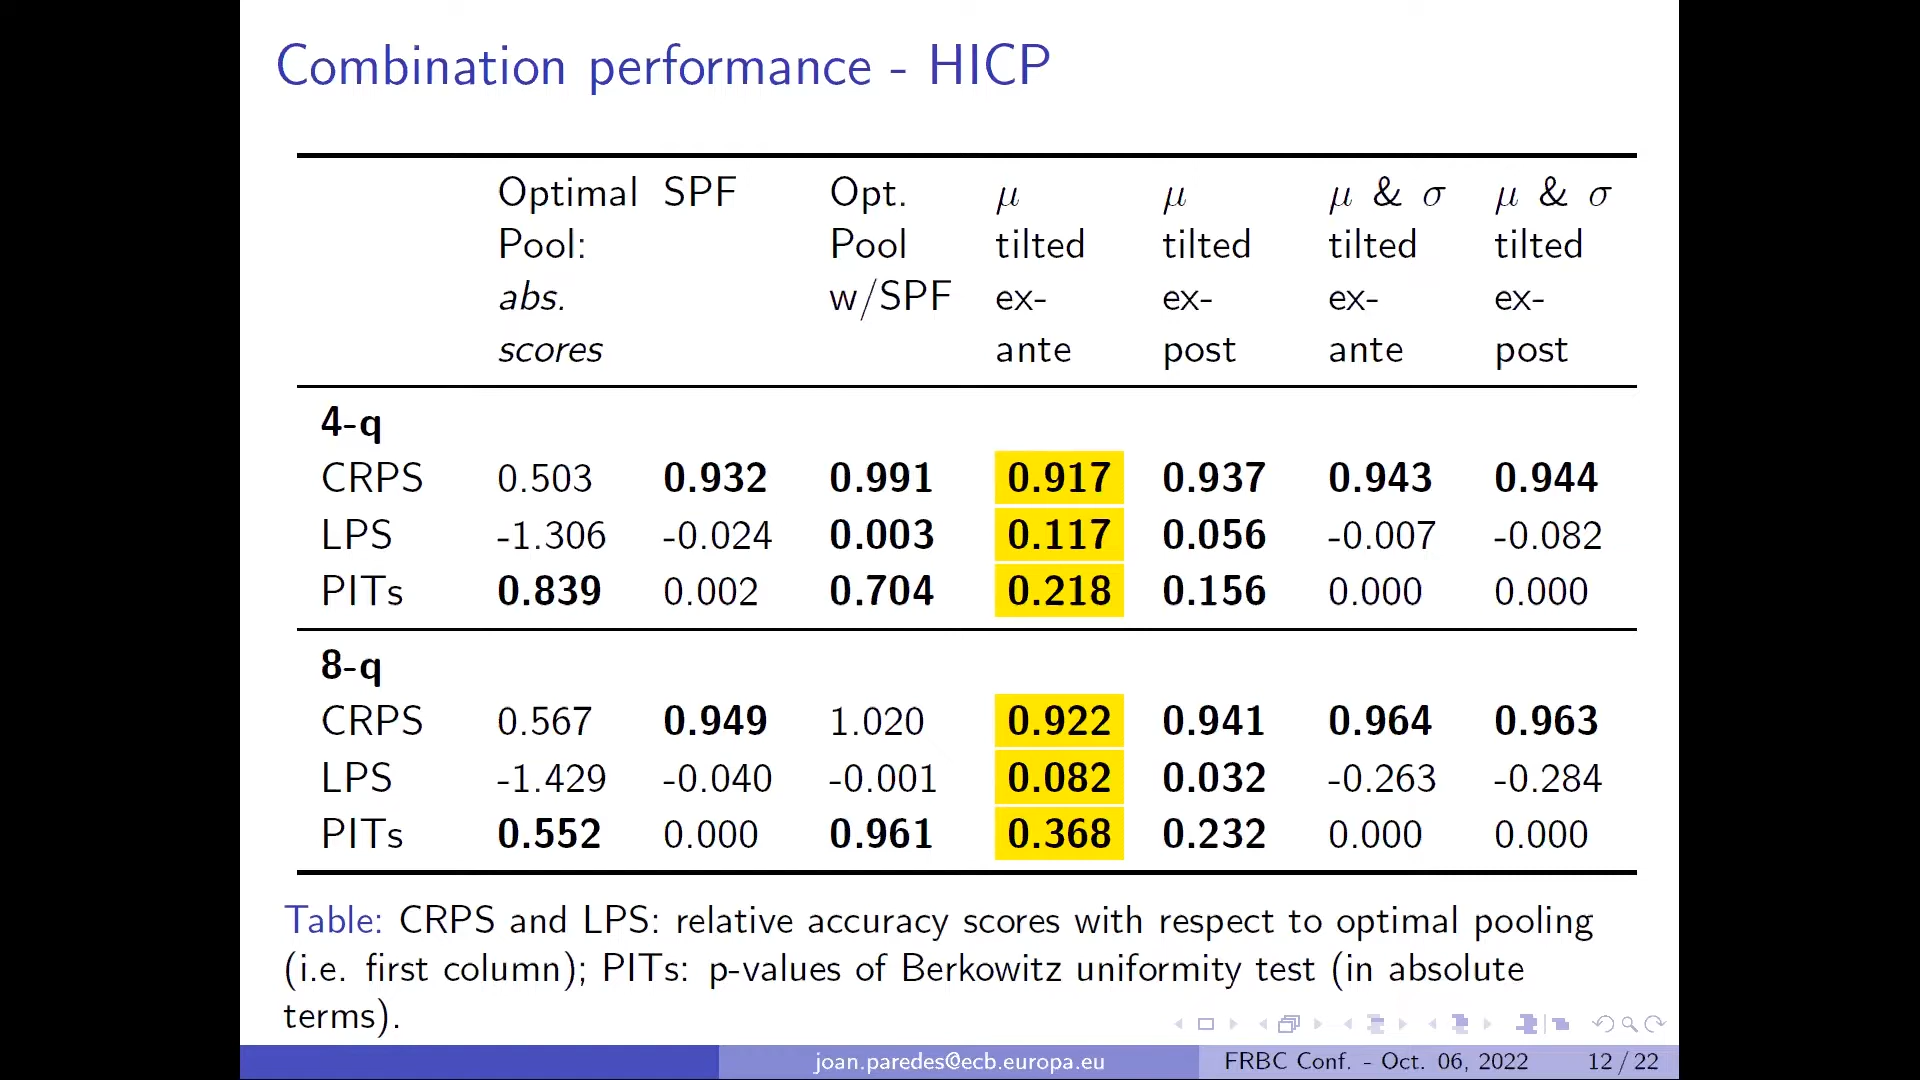 Combination performance - HICP
Optimal SPF Opt. μ μ μ & σ μ & σ
Pool: Pool tilted tilted tilted tilted
abs. w/SPF ex- ex- ex- ex-
scores ante post ante post
4-q
CRPS 0.503 0.932 0.991 0.917 0.937 0.943 0.944
LPS -1.306 -0.024 0.003 0.117 0.056 -0.007 -0.082
PITs 0.839 0.002 0.704 0.218 0.156 0.000 0.000
8-q
CRPS 0.567 0.949 1.020 0.922 0.941 0.964 0.963
LPS -1.429 -0.040 -0.001 0.082 0.032 -0.263 -0.284
PITs 0.552 0.000 0.961 0.368 0.232 0.000 0.000
Table: CRPS and LPS: relative accuracy scores with respect to optimal pooling
(i.e. first column); PITs: p-values of Berkowitz uniformity test (in absolute
terms).
joan.paredes@ecb.europa.eu FRBC Conf. - Oct. 06, 2022 12 / 22